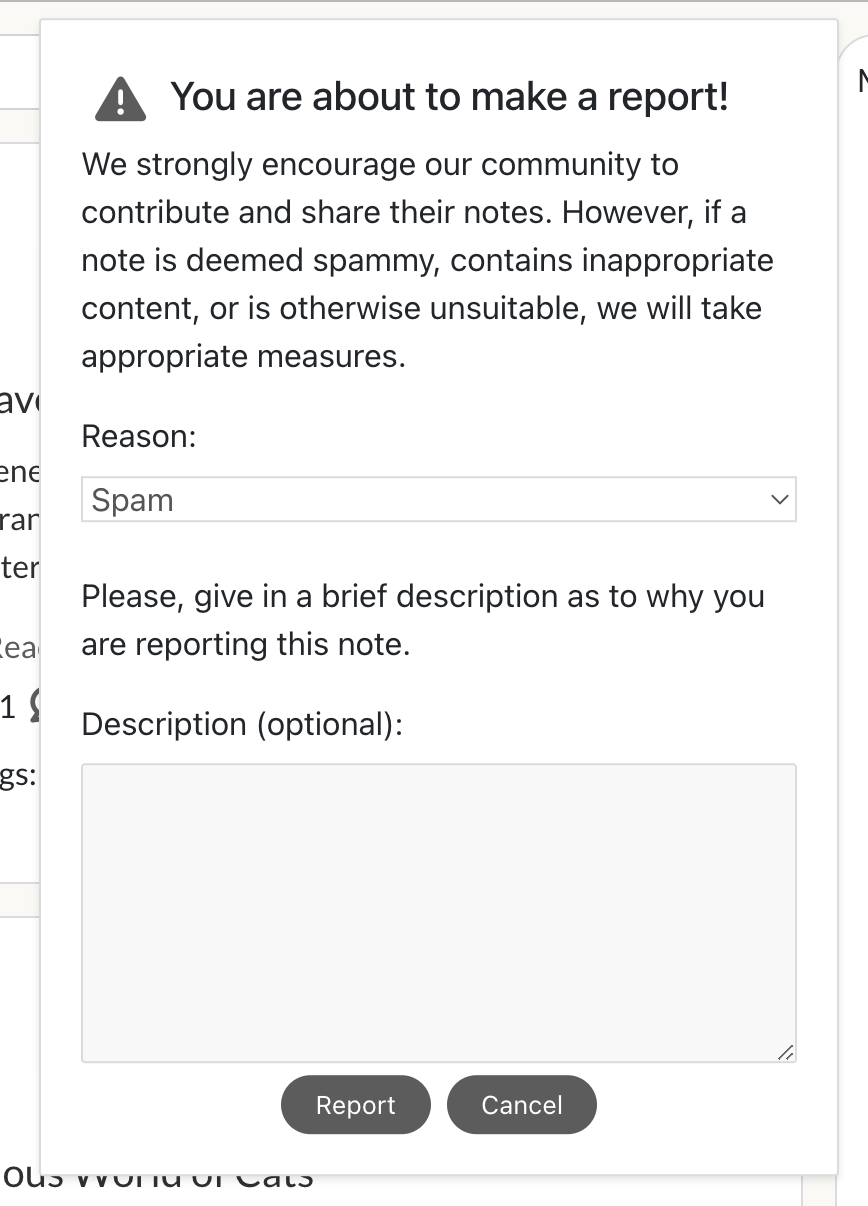 You are about to make a report!
We strongly encourage our community to
contribute and share their notes. However, if a
note is deemed spammy, contains inappropriate
content, or is otherwise unsuitable, we will take
appropriate measures.
Reason:
Spam
Please, give in a brief description as to why you
are reporting this note.
Description (optional):
Report
Cancel
1
gs:
ous World of Cats